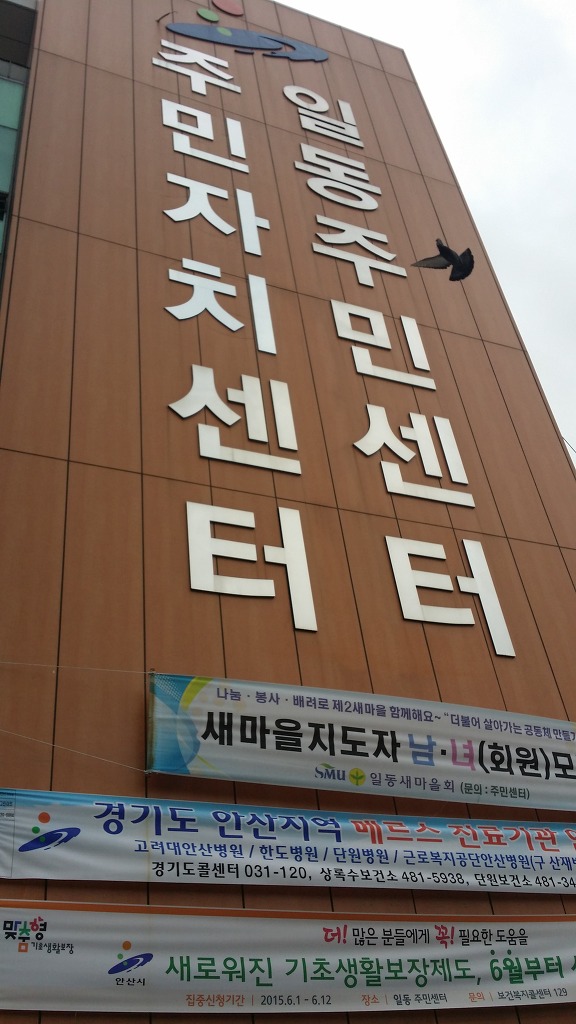 주민자치센터
일동주민센터
나눔 · 봉사 · 배려로 제2새마을을 함께해요~ "더불어 살아가는 공동체 만들기
새마을지도자 남·녀(회원)모
SMU 일동새마을회 (문의 : 주민센터)
경기도 안산지역 메르스 진료기관
고려대안산병원 / 한도병원 / 단원병원 / 근로복지공단안산병원(구 산재
경기도콜센터 031-120, 상록수보건소 481-5938, 단원보건소 481-34
맞춤형
기초생활보장
안산시
더! 많은 분들에게 꼭! 필요한 도움을
새로워진 기초생활보장제도, 6월부터
집중신청기간 | 2015.6.1 - 6.12 장소 | 일동 주민센터 문의 | 보건복지콜센터 129